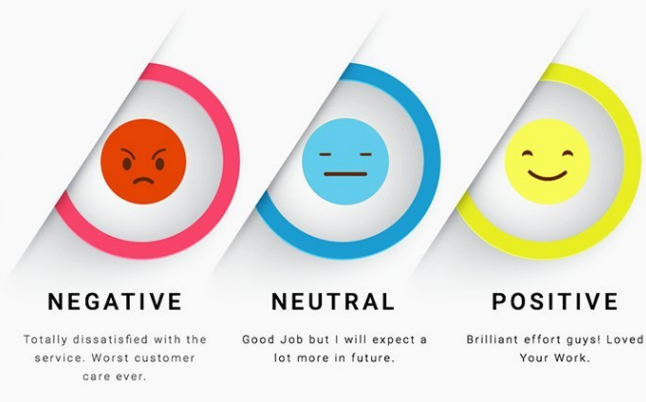 NEGATIVE
Totally dissatisfied with the
service. Worst customer
care ever.
NEUTRAL
Good Job but I will expect a
lot more in future.
POSITIVE
Brilliant effort guys! Loved
Your Work.